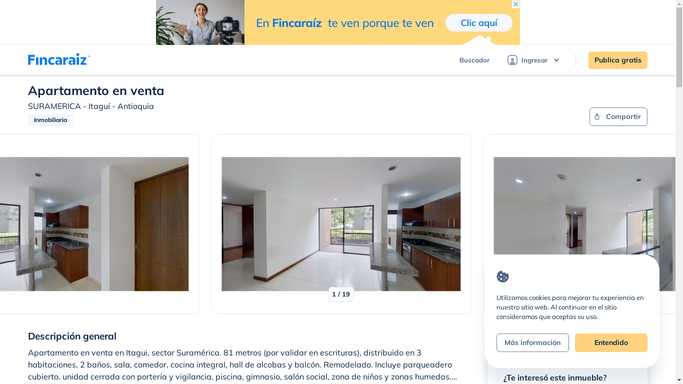 En Fincaraíz te ven porque te ven
Clic aquí
Fincaraiz
Buscador
Ingresar
Publica gratis
Apartamento en venta
SURAMERICA - Itaguí - Antioquia
Inmobiliaria
Compartir
1 / 19
Utilizamos cookies para mejorar tu experiencia en
nuestro sitio web. Al continuar en el sitio
consideramos que aceptas su uso.
Más información
Entendido
Descripción general
Apartamento en venta en Itagui, sector Suramérica. 81 metros (por validar en escrituras), distribuido en 3
habitaciones, 2 baños, sala, comedor, cocina integral, hall de alcobas y balcón. Remodelado. Incluye parqueadero
cubierto. unidad cerrada con portería y vigilancia, piscina, gimnasio, salón social, zona de niños y zonas humedas....
¿Te interesó este inmueble?